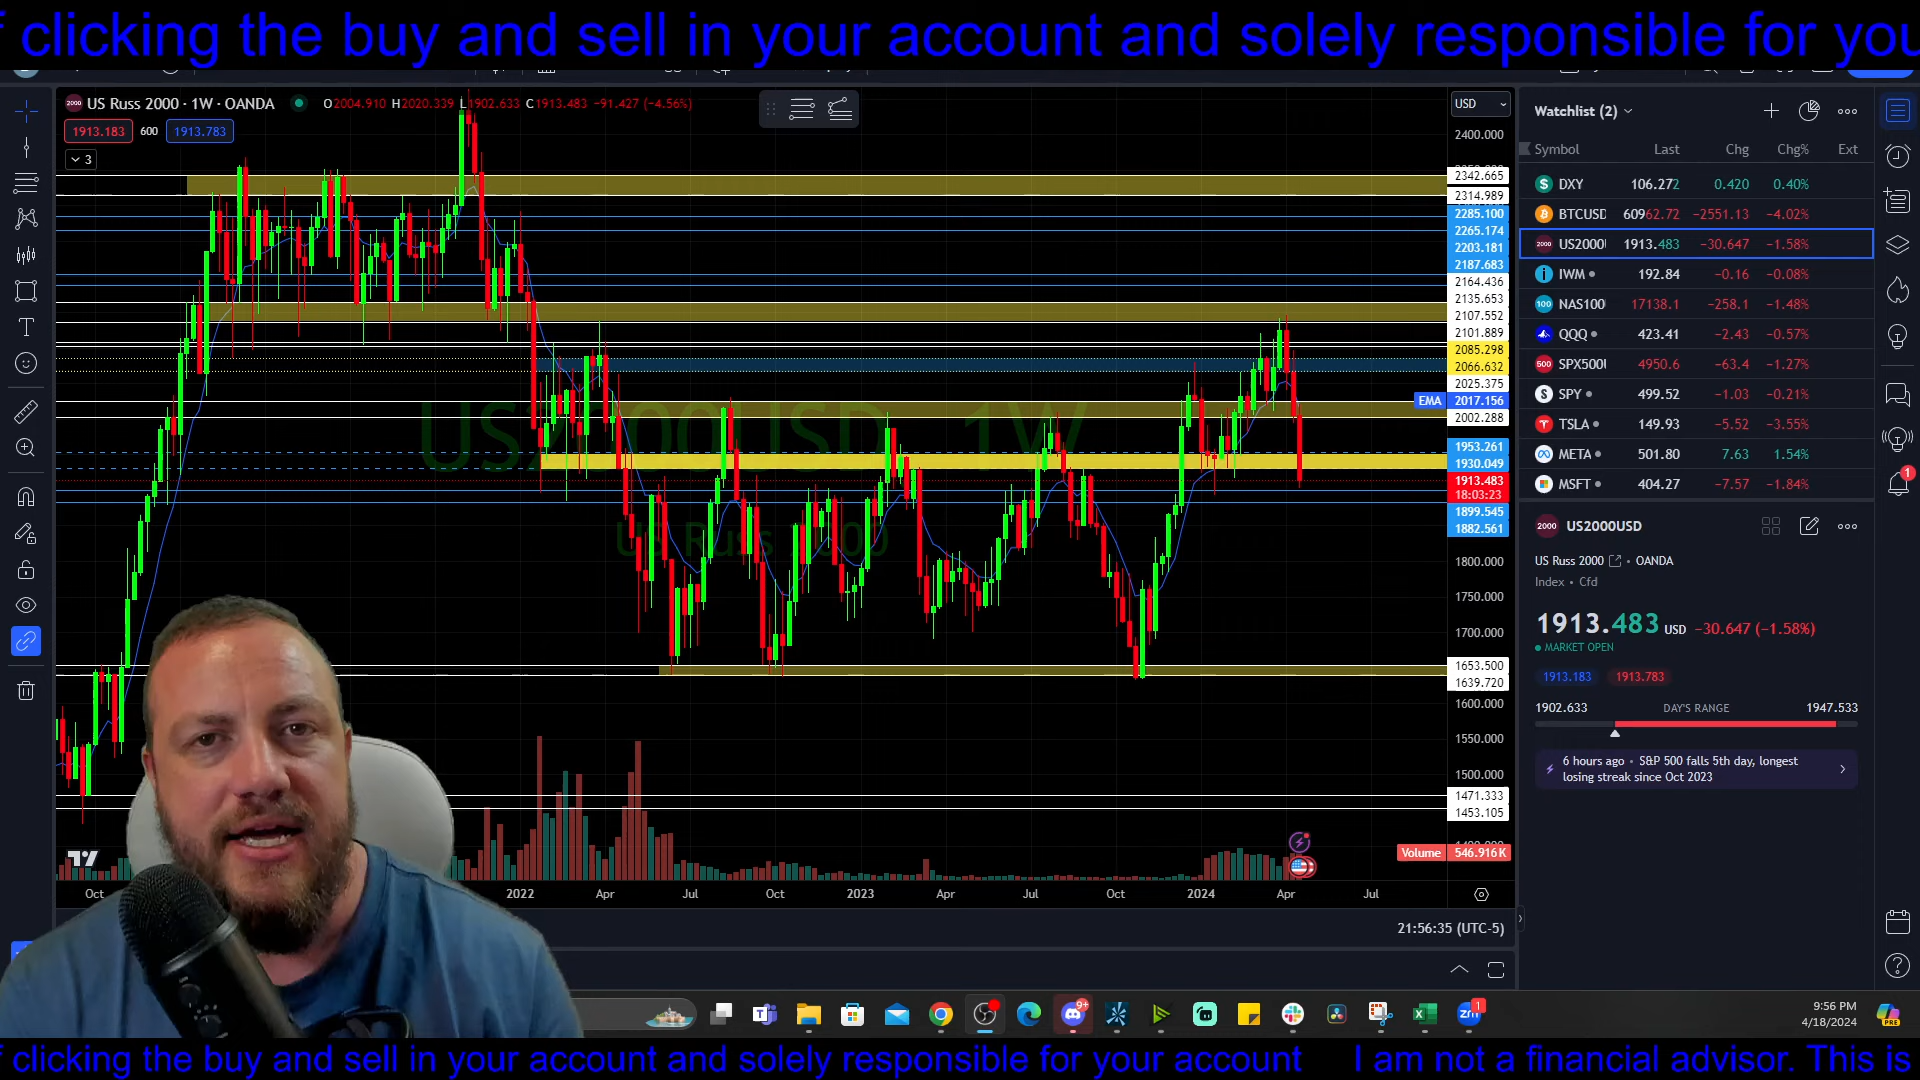 clicking the buy and sell in your account and solely responsible for you
US Russ 2000 · 1W · OANDA O2004.910 H2020.339 L1902.633 C1913.483 −91.427 (−4.56%)
1913.183 600 1913.783
3
USD
2400.000
2342.665
2314.989
2285.100
2265.174
2203.181
2187.683
2164.436
2135.653
2107.552
2101.889
2085.298
2066.632
2025.375
EMA 2017.156
2002.288
1953.261
1930.049
1913.483
18:03:23
1899.545
1882.561
1800.000
1750.000
1700.000
1653.500
1639.720
1600.000
1550.000
1500.000
1471.333
1453.105
Volume 546.916K
US2000USD, 1W
US Russ 2000
Oct 2022 Apr Jul Oct 2023 Apr Jul Oct 2024 Apr Jul
21:56:35 (UTC-5)
Watchlist (2)
Symbol Last Chg Chg% Ext
DXY 106.272 0.420 0.40%
BTCUSD 60962.72 −2551.13 −4.02%
US2000 1913.483 −30.647 −1.58%
IWM 192.84 −0.16 −0.08%
NAS100 17138.1 −258.1 −1.48%
QQQ 423.41 −2.43 −0.57%
SPX500 4950.6 −63.4 −1.27%
SPY 499.52 −1.03 −0.21%
TSLA 149.93 −5.52 −3.55%
META 501.80 7.63 1.54%
MSFT 404.27 −7.57 −1.84%
2000 US2000USD
US Russ 2000 • OANDA
Index • Cfd
1913.483 USD −30.647 (−1.58%)
MARKET OPEN
1913.183 1913.783
1902.633 DAY'S RANGE 1947.533
6 hours ago • S&P 500 falls 5th day, longest
losing streak since Oct 2023
9:56 PM
4/18/2024
clicking the buy and sell in your account and solely responsible for your account I am not a financial advisor. This is